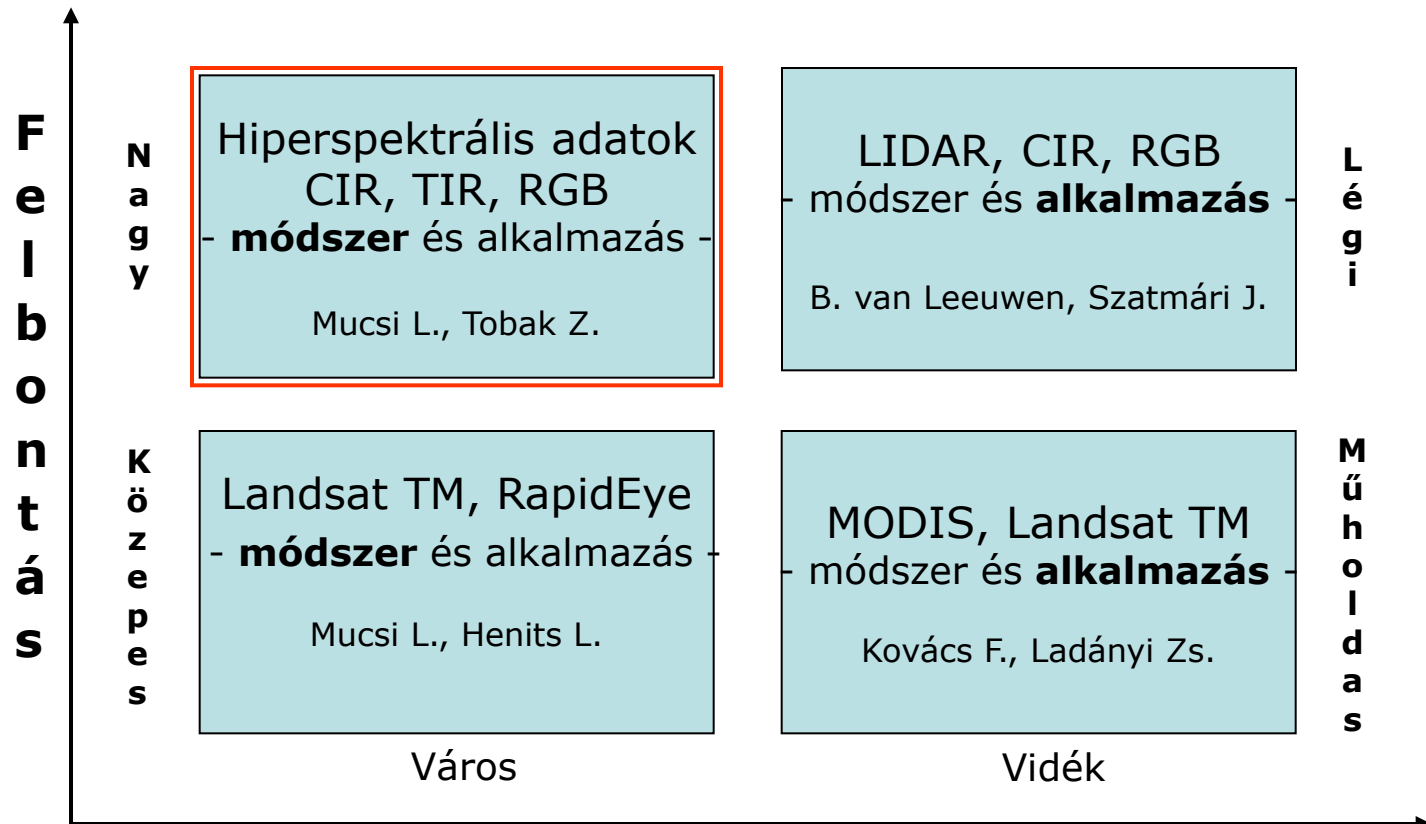 Felbontás
Nagy
Hiperspektrális adatok
CIR, TIR, RGB
- módszer és alkalmazás -
Mucsi L., Tobak Z.
LIDAR, CIR, RGB
- módszer és alkalmazás -
B. van Leeuwen, Szatmári J.
Légi
Közepes
Landsat TM, RapidEye
- módszer és alkalmazás -
Mucsi L., Henits L.
MODIS, Landsat TM
- módszer és alkalmazás -
Kovács F., Ladányi Zs.
Műholdas
Város
Vidék